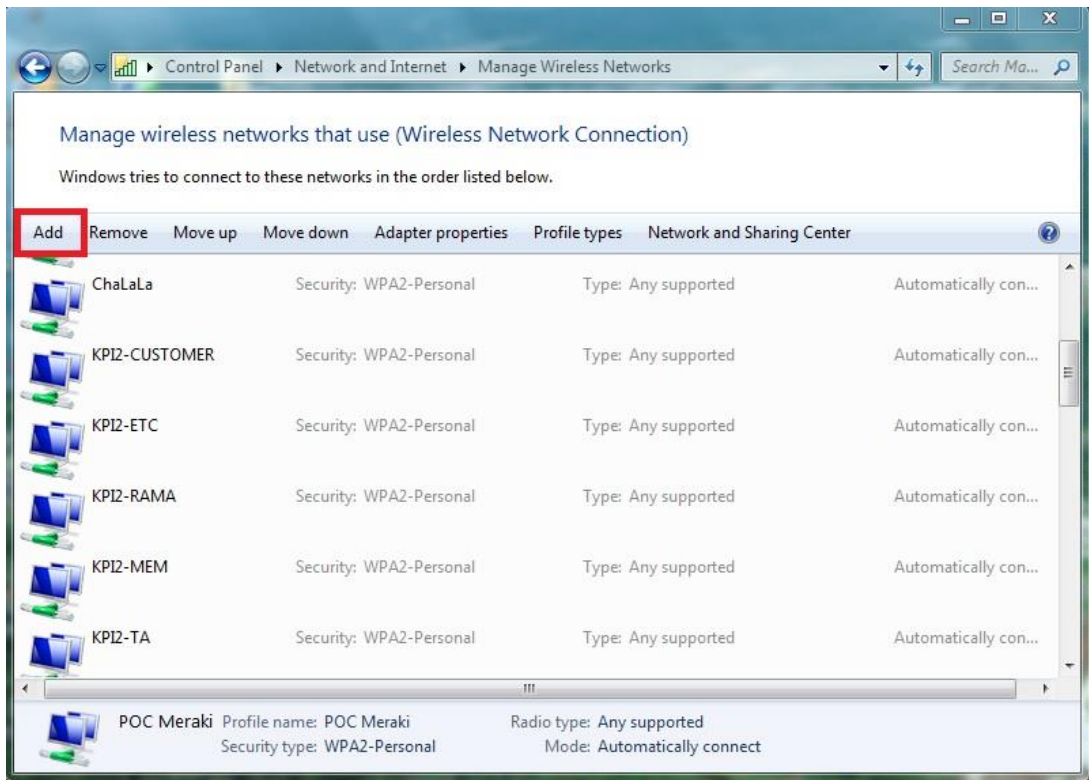 Control Panel Network and Internet Manage Wireless Networks Search Ma...
Manage wireless networks that use (Wireless Network Connection)
Windows tries to connect to these networks in the order listed below.
Add Remove Move up Move down Adapter properties Profile types Network and Sharing Center
ChaLaLa Security: WPA2-Personal Type: Any supported Automatically con...
KPI2-CUSTOMER Security: WPA2-Personal Type: Any supported Automatically con...
KPI2-ETC Security: WPA2-Personal Type: Any supported Automatically con...
KPI2-RAMA Security: WPA2-Personal Type: Any supported Automatically con...
KPI2-MEM Security: WPA2-Personal Type: Any supported Automatically con...
KPI2-TA Security: WPA2-Personal Type: Any supported Automatically con...
POC Meraki Profile name: POC Meraki Radio type: Any supported
Security type: WPA2-Personal Mode: Automatically connect